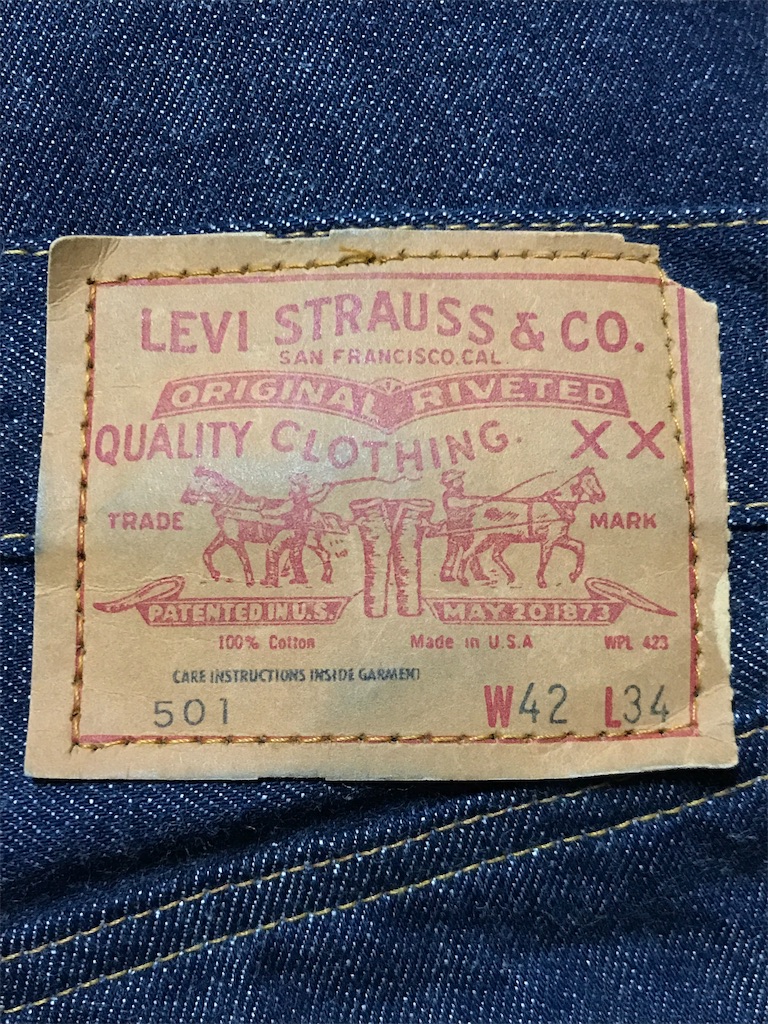 LEVI STRAUSS & CO.
SAN FRANCISCO, CAL.
ORIGINAL RIVETED
QUALITY CLOTHING. XX
TRADE MARK
PATENTED IN U.S. MAY 20 1873
100% Cotton Made in U.S.A WPL 423
CARE INSTRUCTIONS INSIDE GARMENT
501 W42 L34